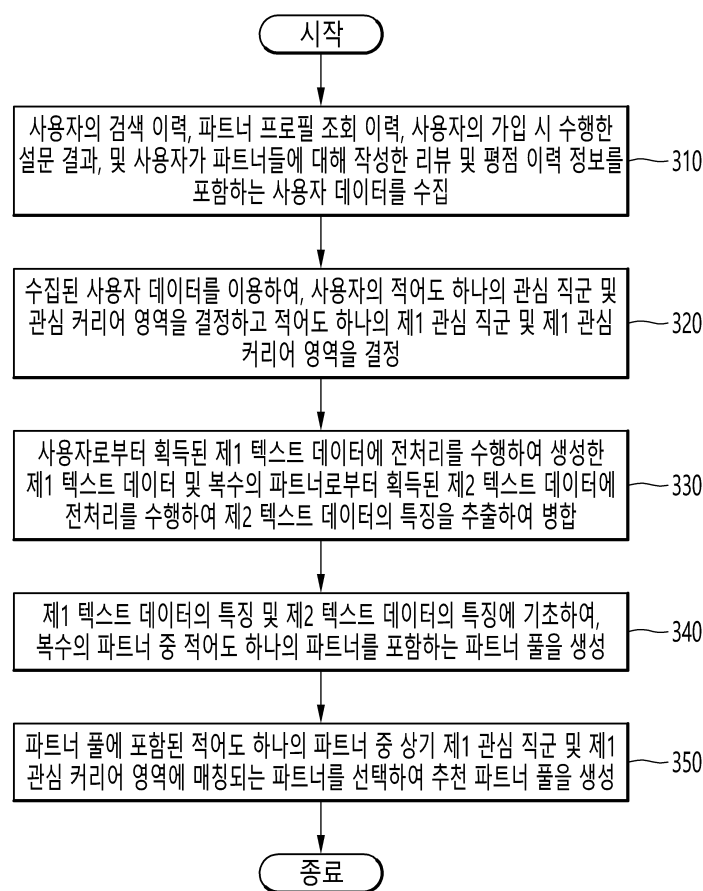 시작
사용자의 검색 이력, 파트너 프로필 조회 이력, 사용자의 가입 시 수행한
설문 결과, 및 사용자가 파트너들에 대해 작성한 리뷰 및 평점 이력 정보를
포함하는 사용자 데이터를 수집
310
수집된 사용자 데이터를 이용하여, 사용자의 적어도 하나의 관심 직군 및
관심 커리어 영역을 결정하고 적어도 하나의 제1 관심 직군 및 제1 관심
커리어 영역을 결정
320
사용자로부터 획득된 제1 텍스트 데이터에 전처리를 수행하여 생성한
제1 텍스트 데이터 및 복수의 파트너로부터 획득된 제2 텍스트 데이터에
전처리를 수행하여 제2 텍스트 데이터의 특징을 추출하여 병합
330
제1 텍스트 데이터의 특징 및 제2 텍스트 데이터의 특징에 기초하여,
복수의 파트너 중 적어도 하나의 파트너를 포함하는 파트너 풀을 생성
340
파트너 풀에 포함된 적어도 하나의 파트너 중 상기 제1 관심 직군 및 제1
관심 커리어 영역에 매칭되는 파트너를 선택하여 추천 파트너 풀을 생성
350
종료